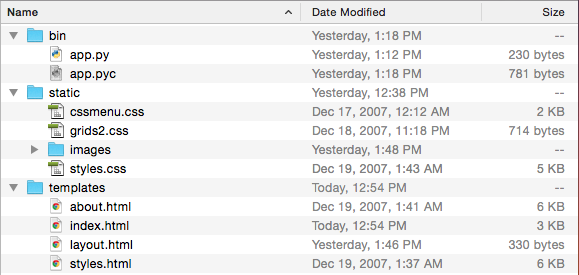 Name Date Modified Size
bin Yesterday, 1:18 PM --
app.py Yesterday, 1:12 PM 230 bytes
app.pyc Yesterday, 1:18 PM 781 bytes
static Yesterday, 12:38 PM --
cssmenu.css Dec 17, 2007, 12:12 AM 2 KB
grids2.css Dec 18, 2007, 11:18 PM 714 bytes
images Yesterday, 1:48 PM --
styles.css Dec 19, 2007, 1:43 AM 5 KB
templates Today, 12:54 PM --
about.html Dec 19, 2007, 1:41 AM 6 KB
index.html Today, 12:54 PM 3 KB
layout.html Yesterday, 1:46 PM 330 bytes
styles.html Dec 19, 2007, 1:37 AM 6 KB